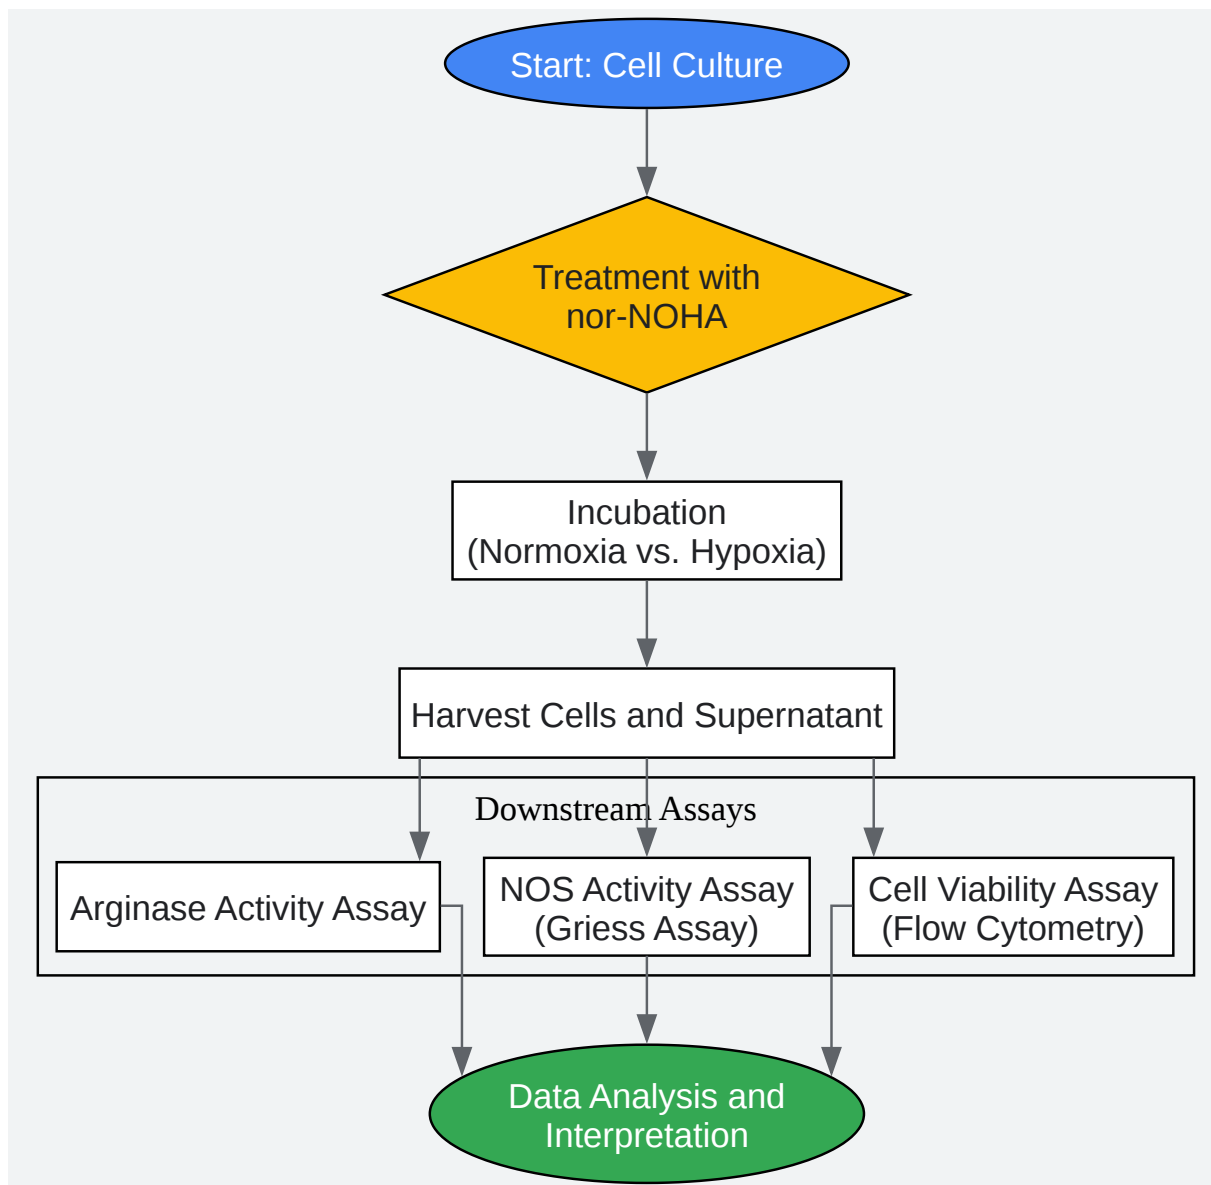 Start: Cell Culture
Treatment with
nor-NOHA
Incubation
(Normoxia vs. Hypoxia)
Harvest Cells and Supernatant
Downstream Assays
Arginase Activity Assay
NOS Activity Assay
(Griess Assay)
Cell Viability Assay
(Flow Cytometry)
Data Analysis and
Interpretation